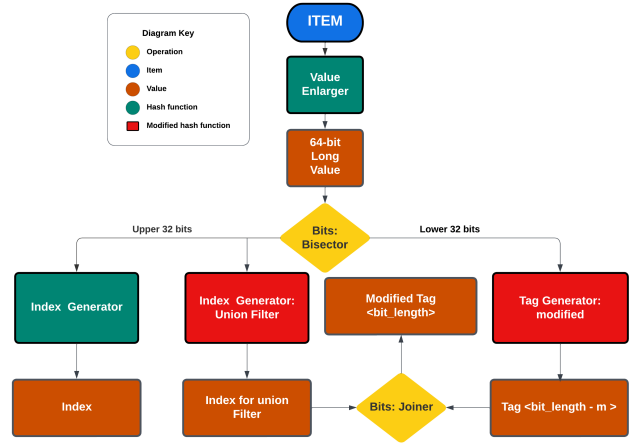 ITEM
Diagram Key
Operation
Item
Value
Hash function
Modified hash function
Value
Enlarger
64-bit
Long
Value
Bits:
Bisector
Upper 32 bits
Lower 32 bits
Index  Generator
Index  Generator:
Union Filter
Modified Tag
<bit_length>
Tag Generator:
modified
Index
Index for union
Filter
Bits: Joiner
Tag <bit_length - m >